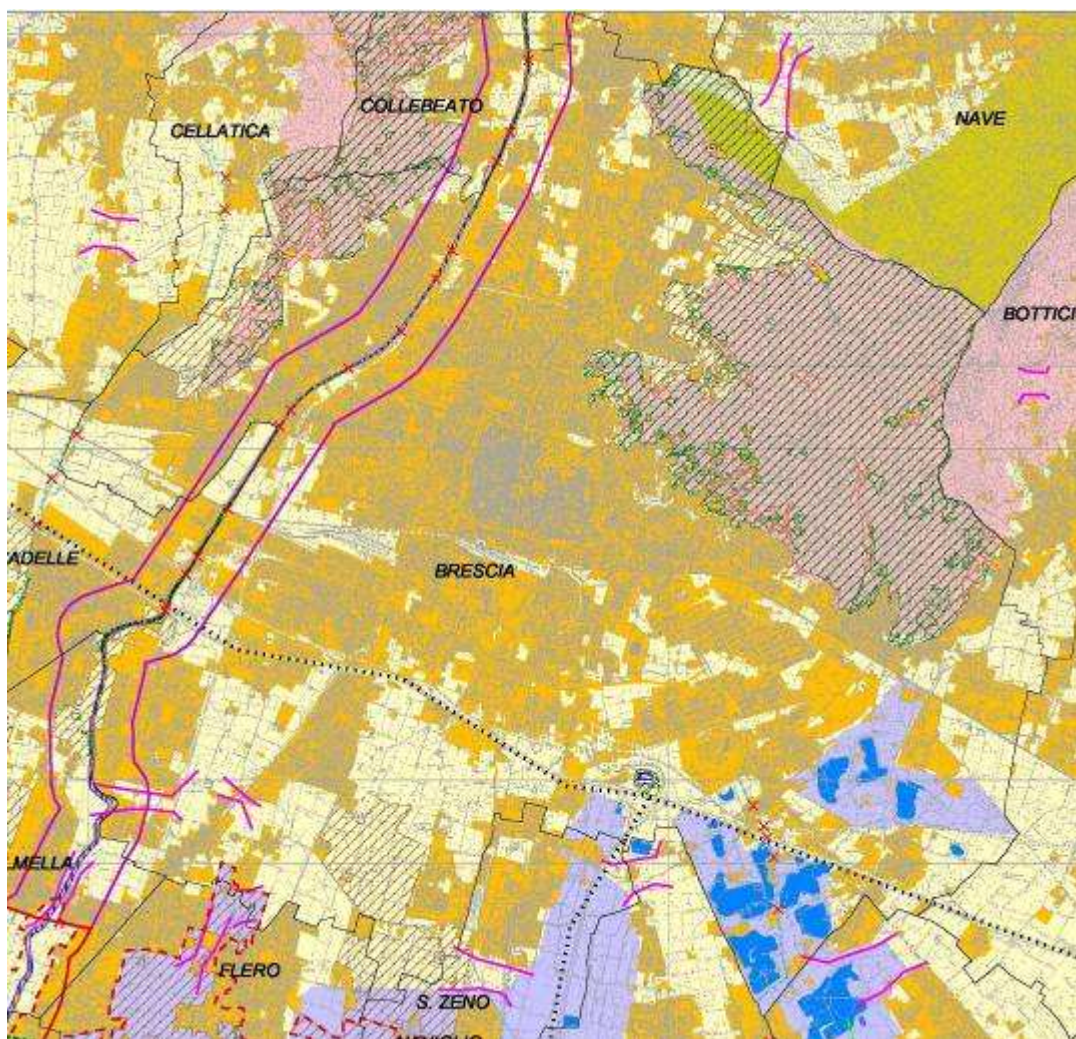 COLLEBEATO
NAVE
CELLATICA
BOTTICI
ADELLE
BRESCIA
MELLA
FLERO
S. ZENO